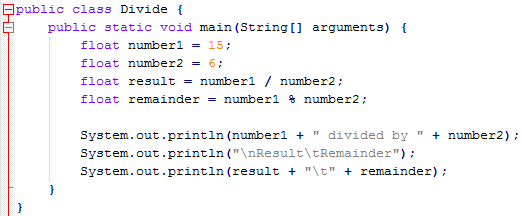 public class Divide {
    public static void main(String[] arguments) {
        float number1 = 15;
        float number2 = 6;
        float result = number1 / number2;
        float remainder = number1 % number2;

        System.out.println(number1 + " divided by " + number2);
        System.out.println("\nResult\tRemainder");
        System.out.println(result + "\t" + remainder);
    }
}